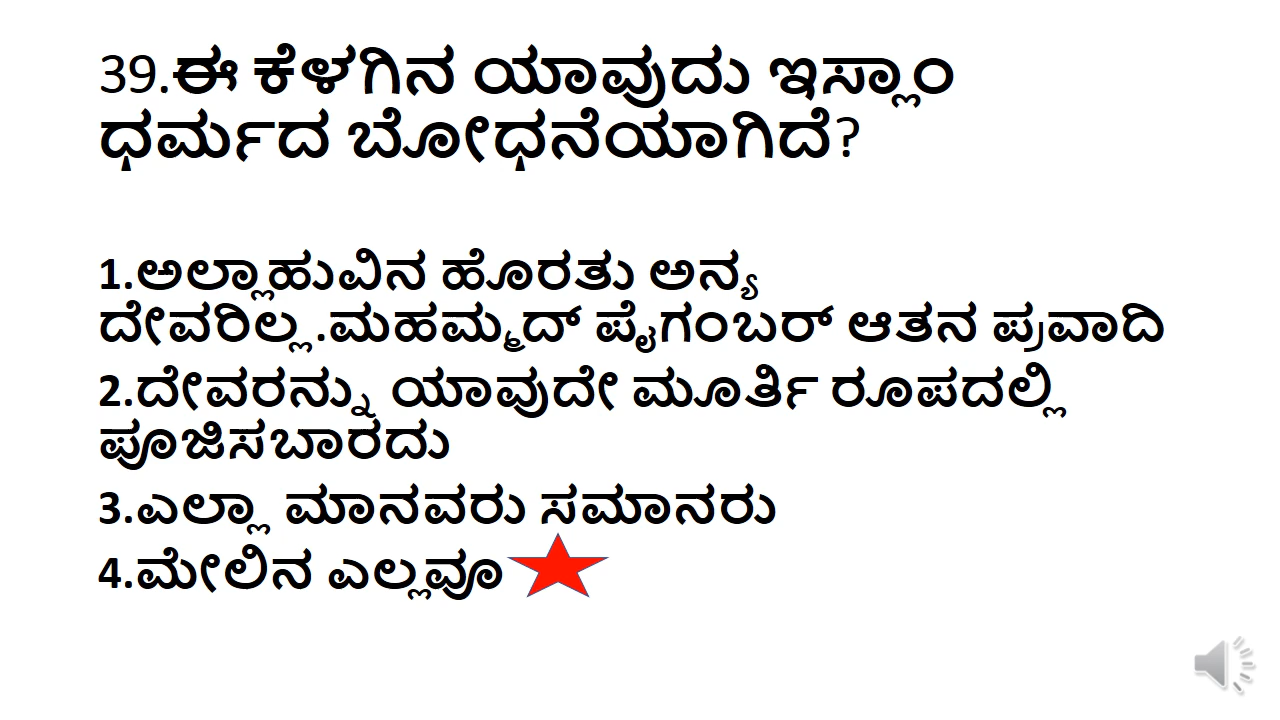 39.ಈ ಕೆಳಗಿನ ಯಾವುದು ಇಸ್ಲಾಂ
ಧರ್ಮದ ಬೋಧನೆಯಾಗಿದೆ?
1.ಅಲ್ಲಾಹುವಿನ ಹೊರತು ಅನ್ಯ
ದೇವರಿಲ್ಲ.ಮಹಮ್ಮದ್ ಪೈಗಂಬರ್ ಆತನ ಪ್ರವಾದಿ
2.ದೇವರನ್ನು ಯಾವುದೇ ಮೂರ್ತಿ ರೂಪದಲ್ಲಿ
ಪೂಜಿಸಬಾರದು
3.ಎಲ್ಲಾ ಮಾನವರು ಸಮಾನರು
4.ಮೇಲಿನ ಎಲ್ಲವೂ